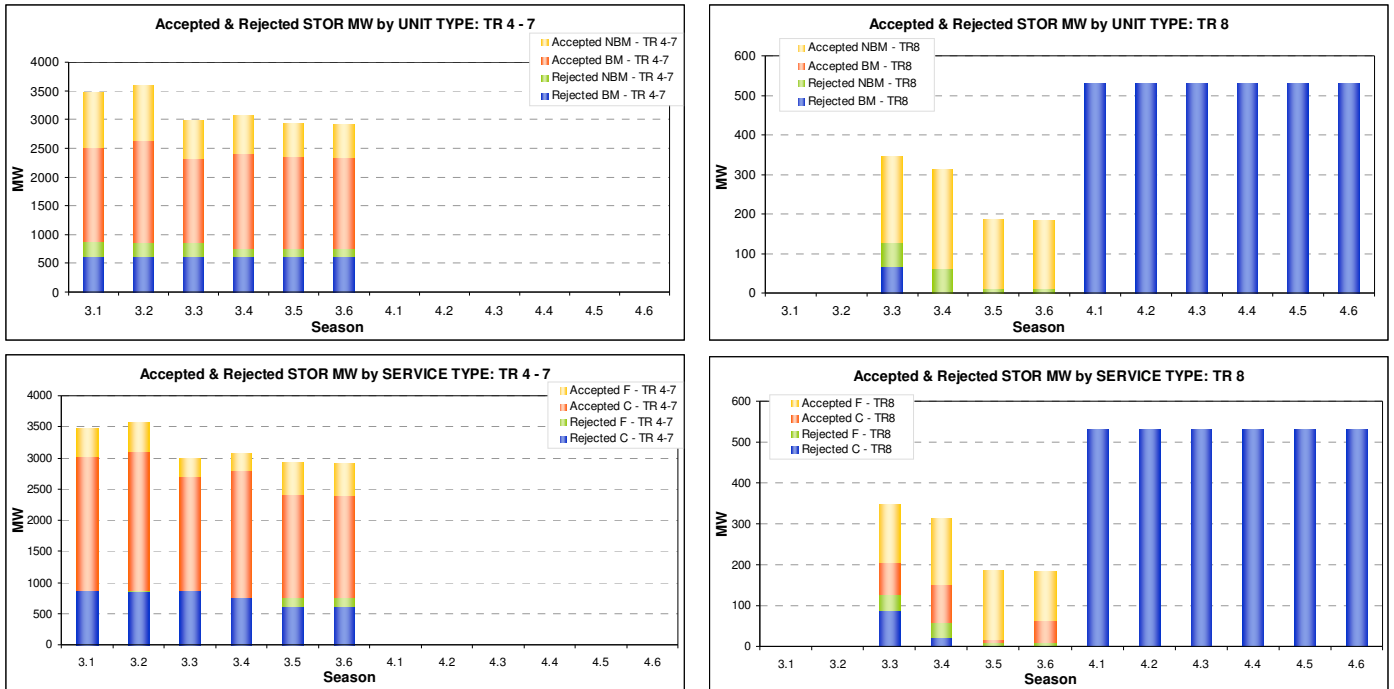 Accepted & Rejected STOR MW by UNIT TYPE: TR 4 - 7
Accepted NBM - TR 4-7
Accepted BM - TR 4-7
Rejected NBM - TR 4-7
Rejected BM - TR 4-7
4000
3500
3000
2500
2000
1500
1000
500
0
MW
3.1 3.2 3.3 3.4 3.5 3.6 4.1 4.2 4.3 4.4 4.5 4.6
Season
Accepted & Rejected STOR MW by UNIT TYPE: TR 8
Accepted NBM - TR8
Accepted BM - TR8
Rejected NBM - TR8
Rejected BM - TR8
600
500
400
300
200
100
0
MW
3.1 3.2 3.3 3.4 3.5 3.6 4.1 4.2 4.3 4.4 4.5 4.6
Season
Accepted & Rejected STOR MW by SERVICE TYPE: TR 4 - 7
Accepted F - TR 4-7
Accepted C - TR 4-7
Rejected F - TR 4-7
Rejected C - TR 4-7
4000
3500
3000
2500
2000
1500
1000
500
0
MW
3.1 3.2 3.3 3.4 3.5 3.6 4.1 4.2 4.3 4.4 4.5 4.6
Season
Accepted & Rejected STOR MW by SERVICE TYPE: TR 8
Accepted F - TR8
Accepted C - TR8
Rejected F - TR8
Rejected C - TR8
600
500
400
300
200
100
0
MW
3.1 3.2 3.3 3.4 3.5 3.6 4.1 4.2 4.3 4.4 4.5 4.6
Season